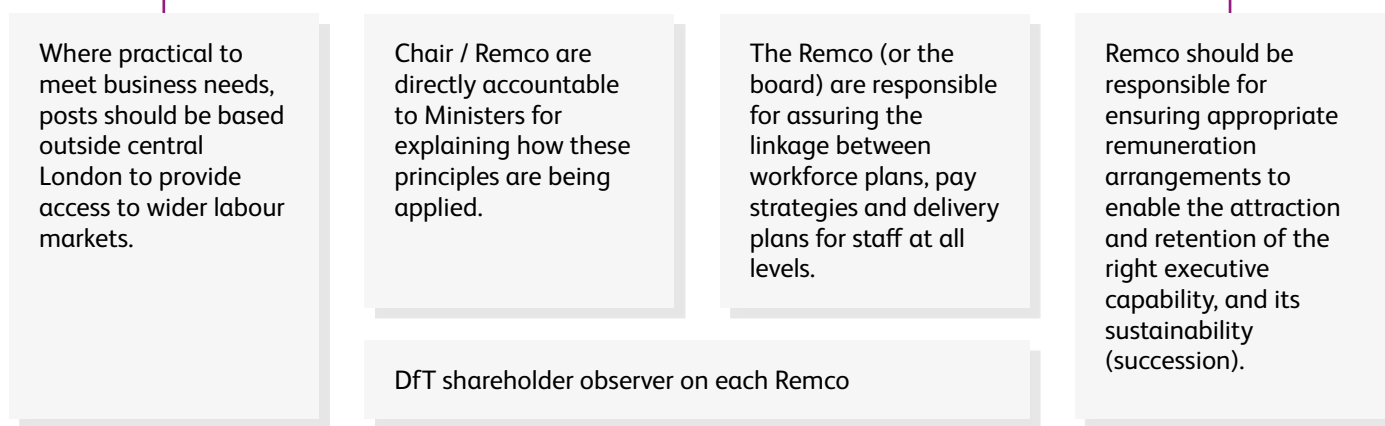 Where practical to
meet business needs,
posts should be based
outside central
London to provide
access to wider labour
markets.
Chair / Remco are
directly accountable
to Ministers for
explaining how these
principles are being
applied.
The Remco (or the
board) are responsible
for assuring the
linkage between
workforce plans, pay
strategies and delivery
plans for staff at all
levels.
Remco should be
responsible for
ensuring appropriate
remuneration
arrangements to
enable the attraction
and retention of the
right executive
capability, and its
sustainability
(succession).
DfT shareholder observer on each Remco